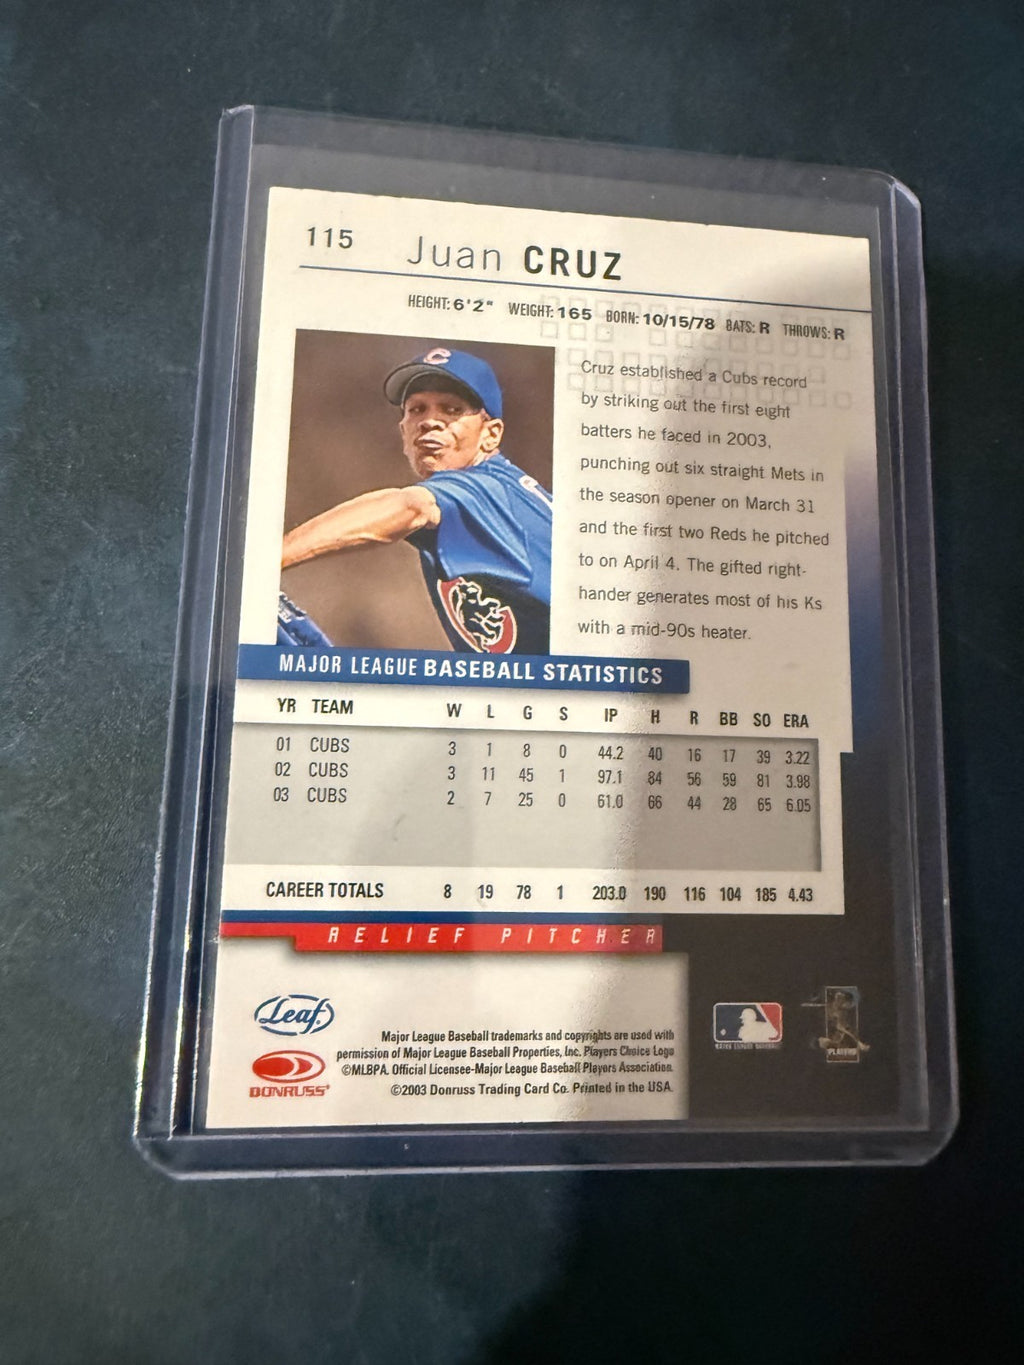 115 Juan CRUZ
HEIGHT: 6'2" WEIGHT: 165 BORN: 10/15/78 BATS: R THROWS: R
C
Cruz established a Cubs record
by striking out the first eight
batters he faced in 2003,
punching out six straight Mets in
the season opener on March 31
and the first two Reds he pitched
to on April 4. The gifted right-
hander generates most of his Ks
with a mid-90s heater.
MAJOR LEAGUE BASEBALL STATISTICS
YR TEAM W L G S IP H R BB SO ERA
01 CUBS 3 1 8 0 44.2 40 16 17 39 3.22
02 CUBS 3 11 45 1 97.1 84 56 59 81 3.98
03 CUBS 2 7 25 0 61.0 66 44 28 65 6.05
CAREER TOTALS 8 19 78 1 203.0 190 116 104 185 4.43
RELIEF PITCHER
Leaf
DONRUSS
Major League Baseball trademarks and copyrights are used with
permission of Major League Baseball Properties, Inc. Players Choice Logo
©MLBPA. Official Licensee-Major League Baseball Players Association.
©2003 Donruss Trading Card Co. Printed in the USA.